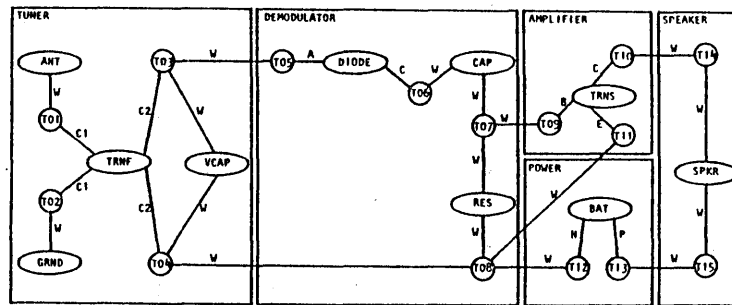 TUNER
DEMODULATOR
AMPLIFIER
SPEAKER
ANT
T03
W
T05
A
DIODE
C
W
CAP
T06
T10
W
T14
C
B
TRNS
E
T09
T11
W
W
T01
C1
C2
W
W
T07
W
W
TRNF
VCAP
W
SPKR
C1
T02
C2
W
RES
W
POWER
BAT
W
W
W
N
P
GRND
T04
W
T08
W
T12
T13
W
T15